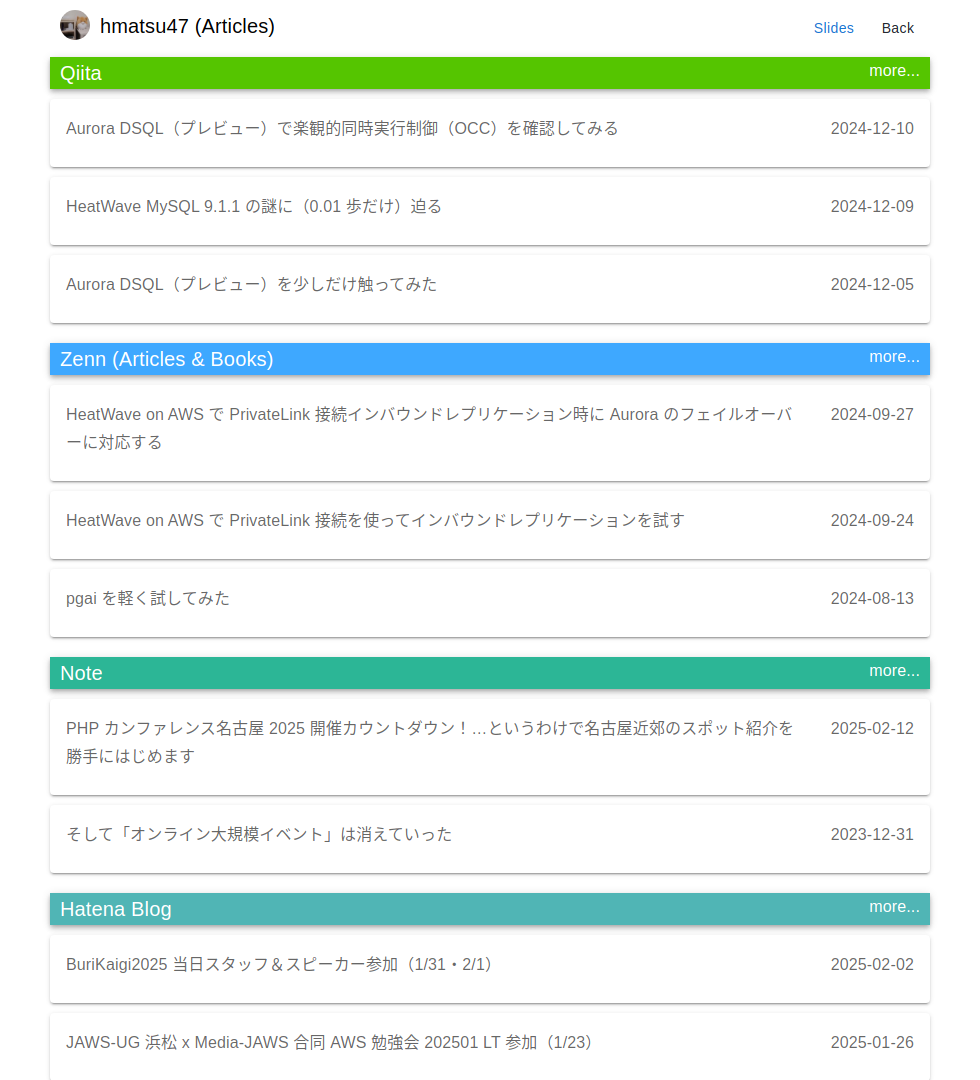 hmatsu47 (Articles)
Slides
Back
Qiita
more...
Aurora DSQL（プレビュー）で楽観的同時実行制御（OCC）を確認してみる
2024-12-10
HeatWave MySQL 9.1.1 の謎に（0.01 歩だけ）迫る
2024-12-09
Aurora DSQL（プレビュー）を少しだけ触ってみた
2024-12-05
Zenn (Articles & Books)
more...
HeatWave on AWS で PrivateLink 接続インバウンドレプリケーション時に Aurora のフェイルオーバ
ーに対応する
2024-09-27
HeatWave on AWS で PrivateLink 接続を使ってインバウンドレプリケーションを試す
2024-09-24
pgai を軽く試してみた
2024-08-13
Note
more...
PHP カンファレンス名古屋 2025 開催カウントダウン！…というわけで名古屋近郊のスポット紹介を
勝手にはじめます
2025-02-12
そして「オンライン大規模イベント」は消えていった
2023-12-31
Hatena Blog
more...
BuriKaigi2025 当日スタッフ＆スピーカー参加（1/31・2/1）
2025-02-02
JAWS-UG 浜松 x Media-JAWS 合同 AWS 勉強会 202501 LT 参加（1/23）
2025-01-26